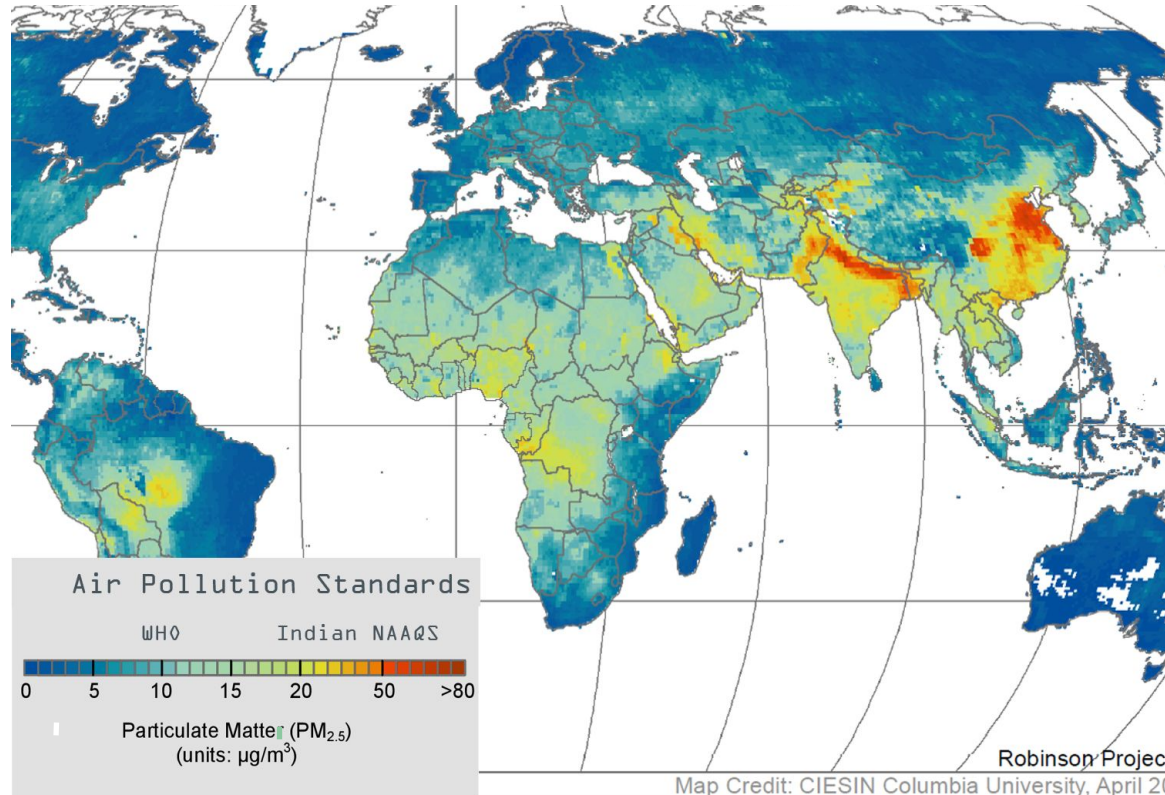 Air Pollution Standards
WHO Indian NAAQS
0 5 10 15 20 50 >80
Particulate Matter (PM2.5)
(units: µg/m³)
Robinson Projec
Map Credit: CIESIN Columbia University, April 20